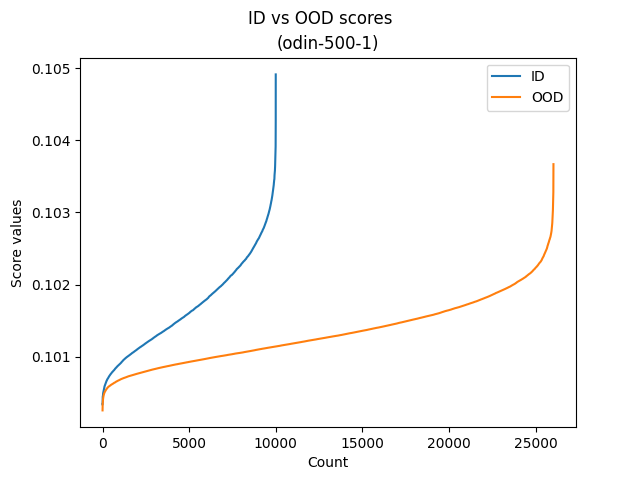 ID vs OOD scores
(odin-500-1)
0.105
0.104
0.103
0.102
0.101
Score values
ID
OOD
0
5000
10000
15000
20000
25000
Count